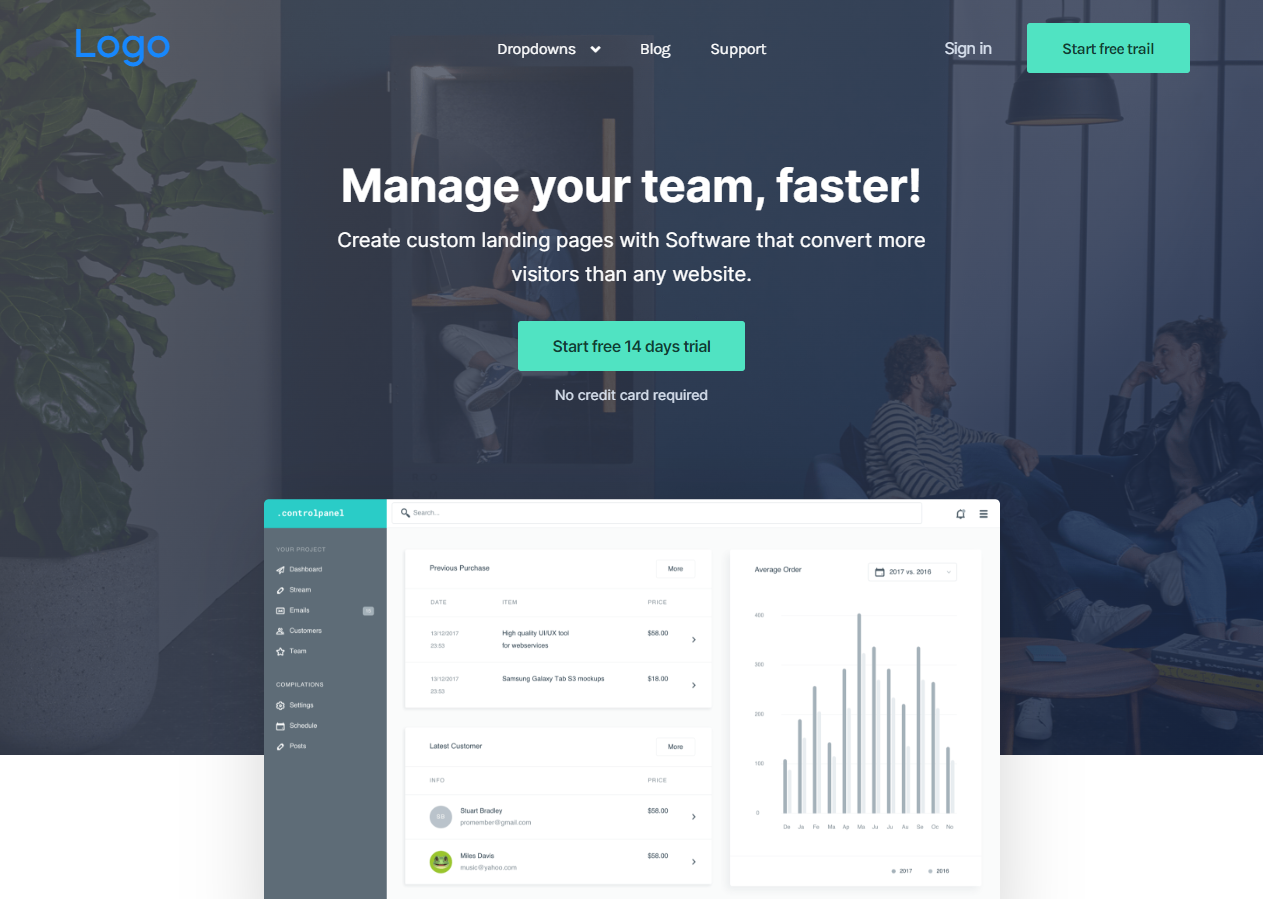 Logo
Dropdowns
Blog
Support
Sign in
Start free trail
Manage your team, faster!
Create custom landing pages with Software that convert more
visitors than any website.
Start free 14 days trial
No credit card required
.controlpanel
Search...
YOUR PROJECT
Dashboard
Stream
Emails
Customers
Team
COMPILATIONS
Settings
Schedule
Posts
Previous Purchase
More
DATE ITEM PRICE
13/12/2017 High quality UI/UX tool $58.00
23:53 for webservices
13/12/2017 Samsung Galaxy Tab S3 mockups $18.00
23:53
Latest Customer
More
INFO PRICE
Stuart Bradley $58.00
promember@gmail.com
Miles Davis $58.00
music@yahoo.com
Average Order
2017 vs. 2016
400
300
200
100
0
De Ja Fe Ma Ap Ma Ju Ju Au Se Oc No
2017 2016